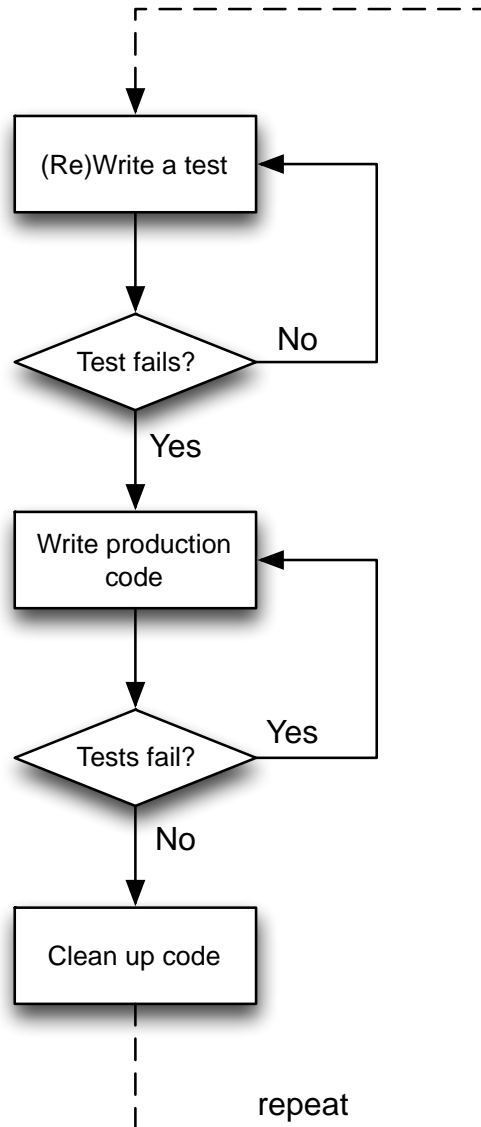 (Re)Write a test
Test fails?
No
Yes
Write production
code
Tests fail?
Yes
No
Clean up code
repeat